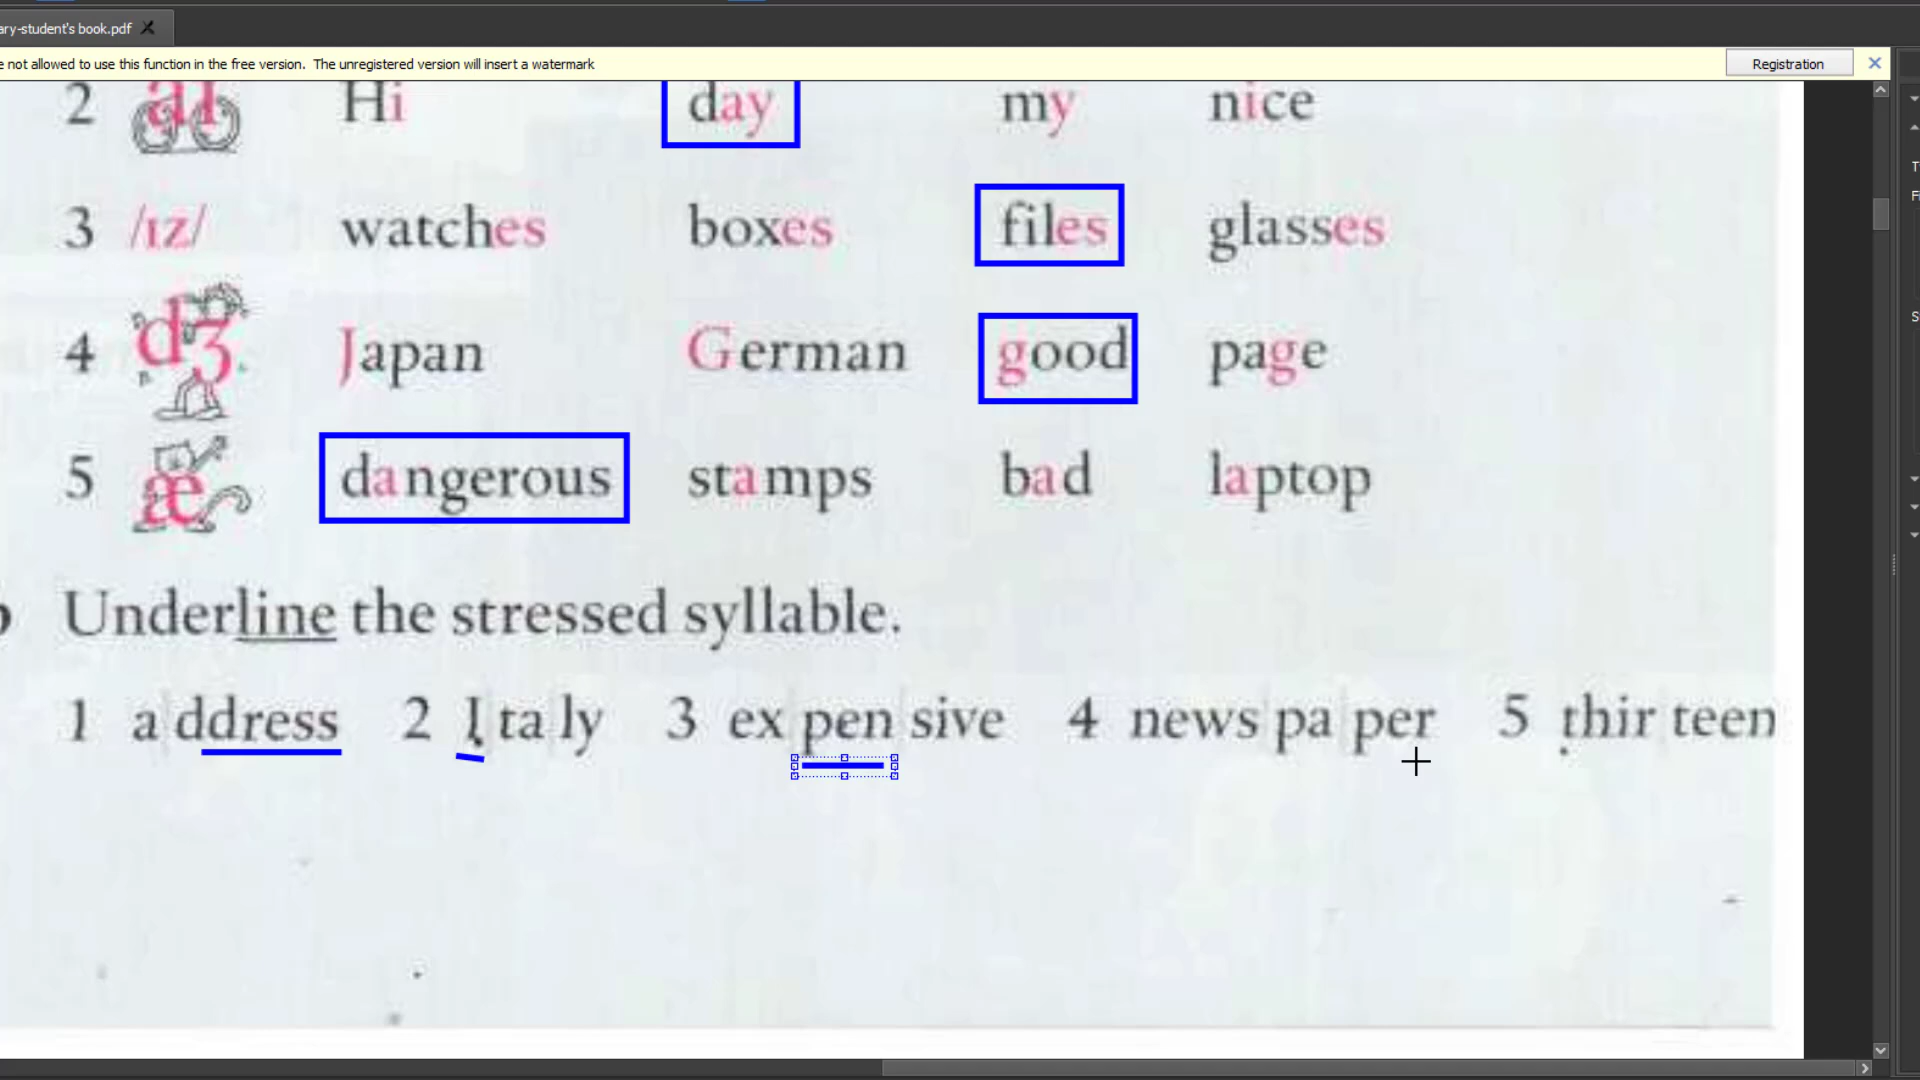 ary-student's book.pdf
e not allowed to use this function in the free version. The unregistered version will insert a watermark
Registration
2 aɪ Hi day my nice
3 /ɪz/ watches boxes files glasses
4 dʒ Japan German good page
5 æ dangerous stamps bad laptop
Underline the stressed syllable.
1 a ddress 2 I ta ly 3 ex pen sive 4 news pa per 5 thir teen